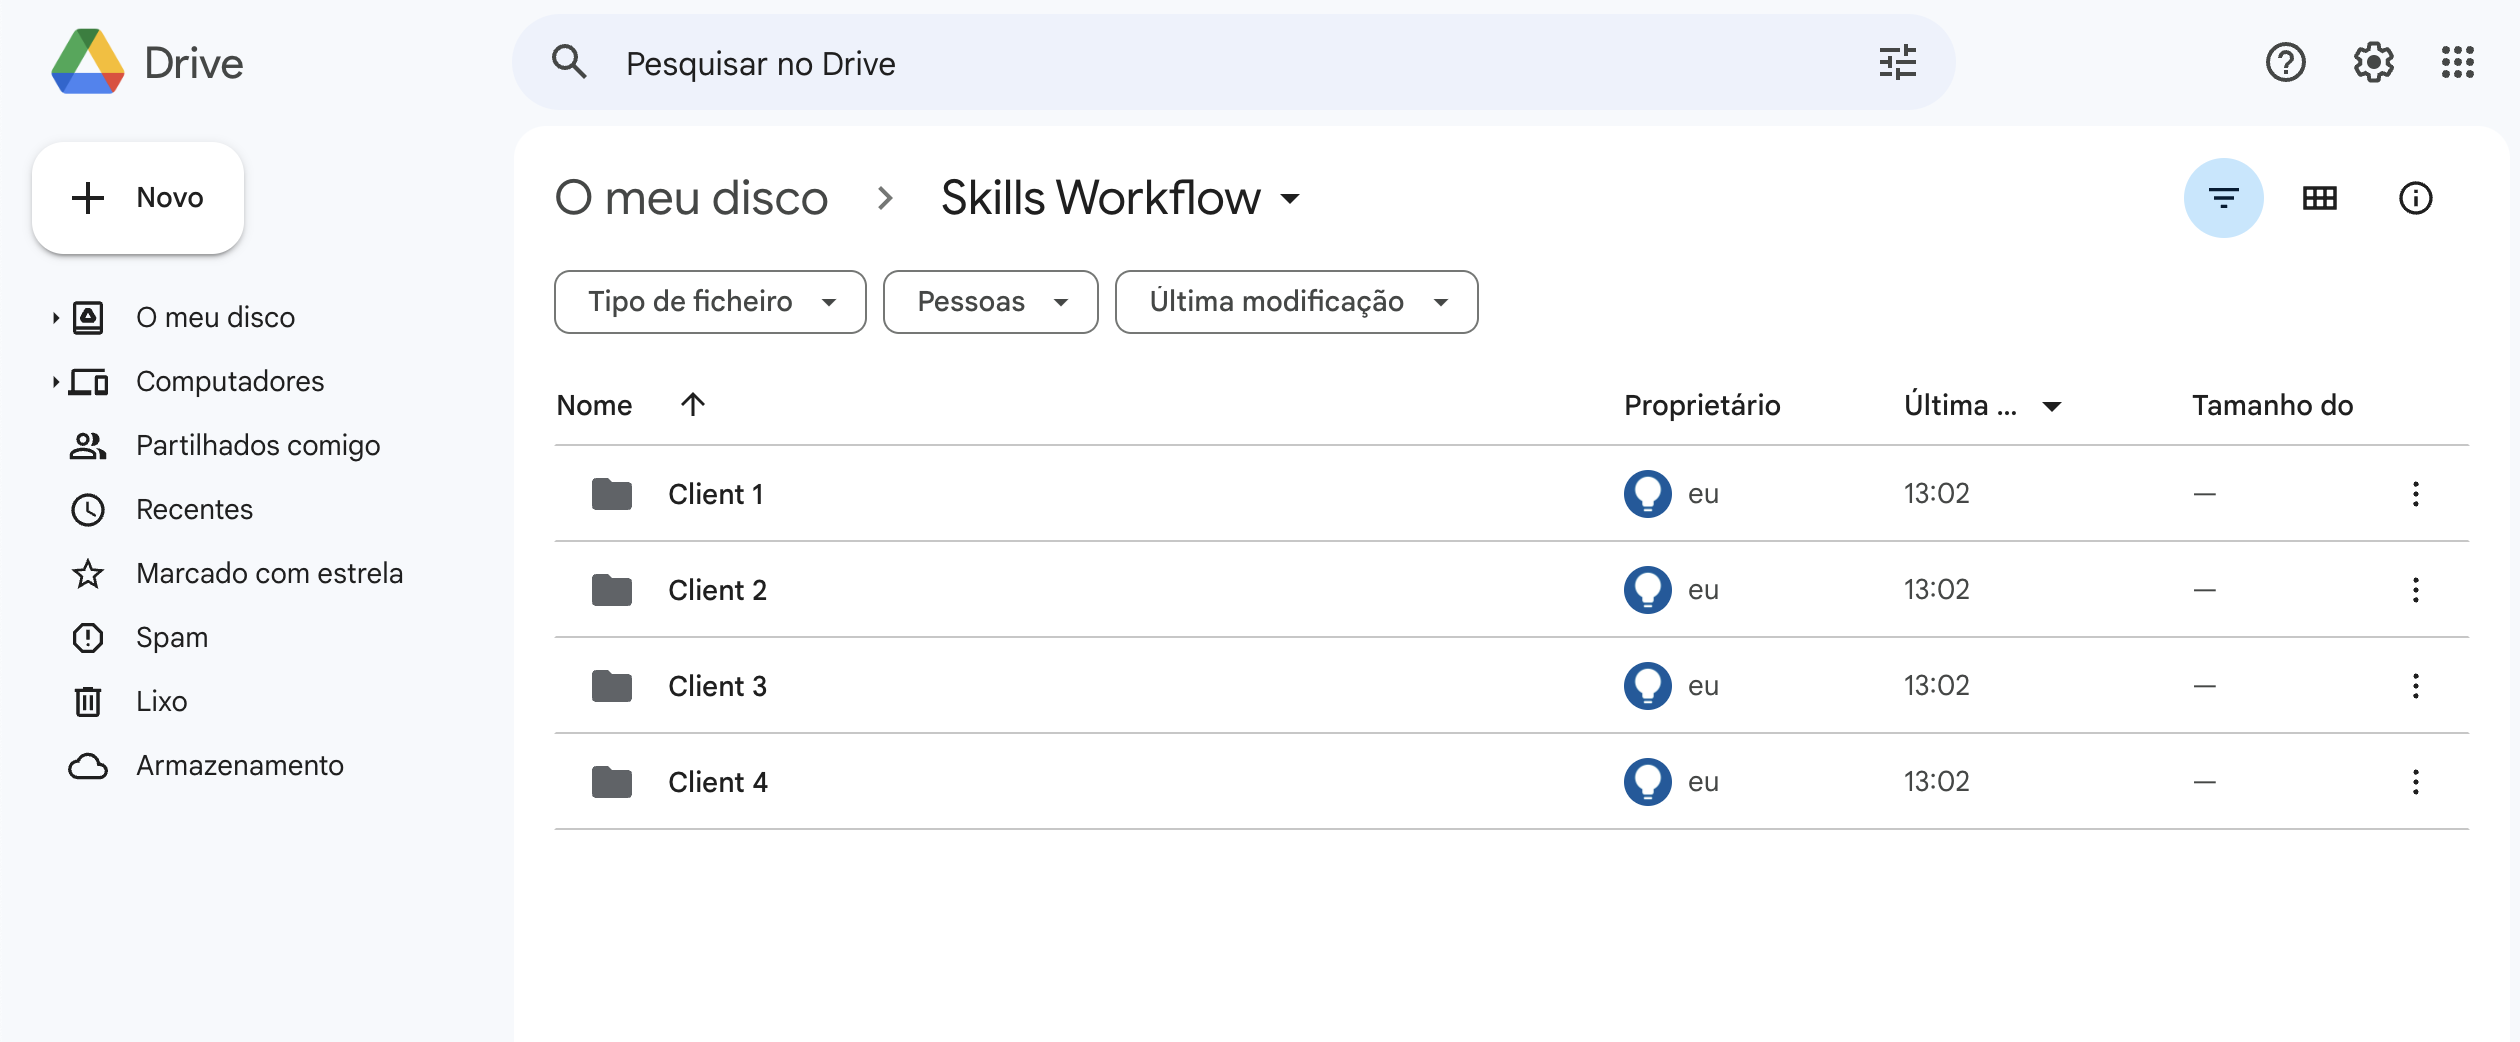 Drive
Pesquisar no Drive
Novo
O meu disco
Computadores
Partilhados comigo
Recentes
Marcado com estrela
Spam
Lixo
Armazenamento
O meu disco Skills Workflow
Tipo de ficheiro Pessoas Última modificação
Nome Proprietário Última ... Tamanho do
Client 1 eu 13:02 —
Client 2 eu 13:02 —
Client 3 eu 13:02 —
Client 4 eu 13:02 —